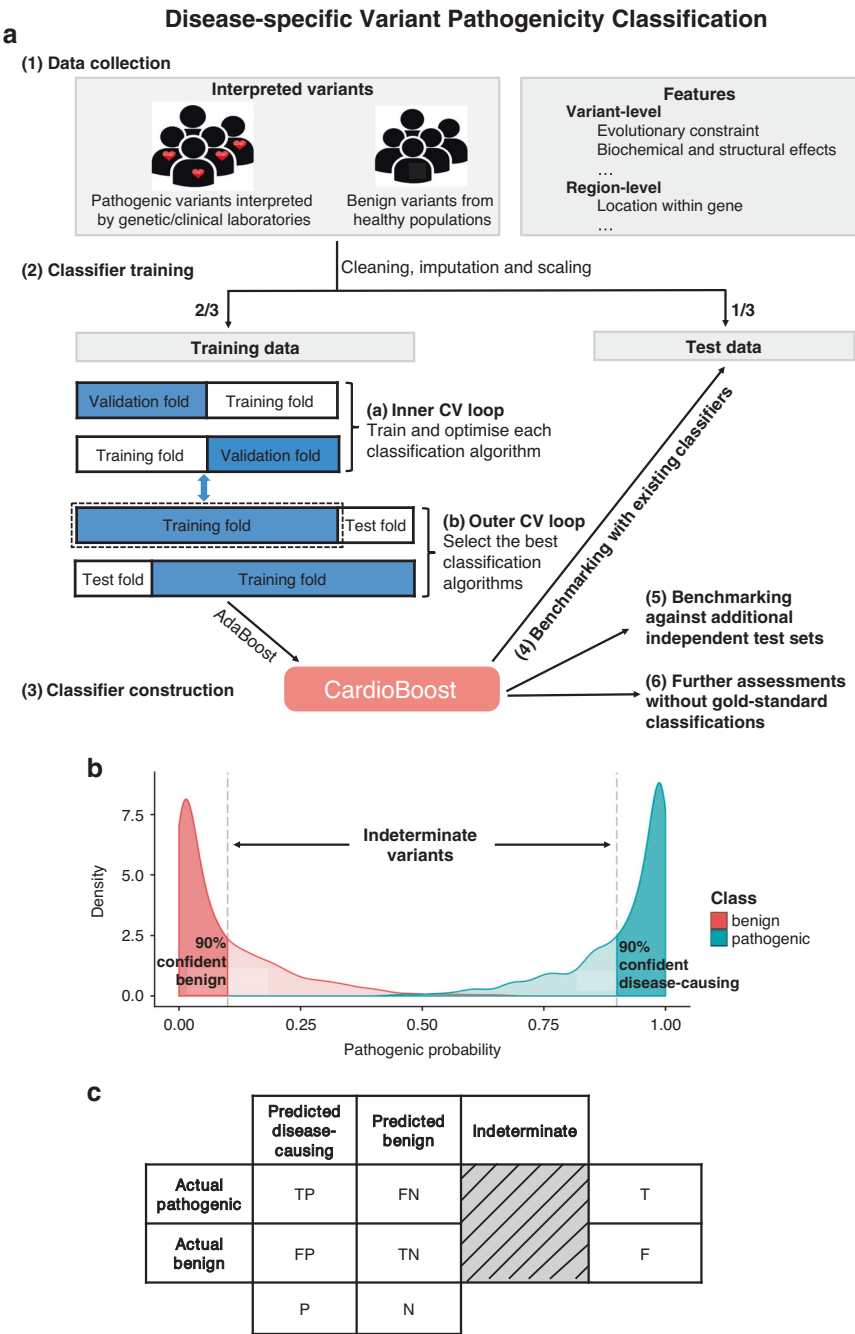 Disease-specific Variant Pathogenicity Classification
a
(1) Data collection
Interpreted variants
Pathogenic variants interpreted
by genetic/clinical laboratories
Benign variants from
healthy populations
Features
Variant-level
Evolutionary constraint
Biochemical and structural effects
...
Region-level
Location within gene
...
(2) Classifier training
Cleaning, imputation and scaling
2/3
1/3
Training data
Test data
Validation fold
Training fold
Training fold
Validation fold
(a) Inner CV loop
Train and optimise each
classification algorithm
Training fold
Test fold
Test fold
Training fold
(b) Outer CV loop
Select the best
classification
algorithms
AdaBoost
(3) Classifier construction
CardioBoost
(4) Benchmarking with existing classifiers
(5) Benchmarking
against additional
independent test sets
(6) Further assessments
without gold-standard
classifications
b
Density
7.5
5.0
2.5
0.0
Indeterminate
variants
90%
confident
benign
90%
confident
disease-causing
Class
benign
pathogenic
0.00
0.25
0.50
0.75
1.00
Pathogenic probability
c
Predicted
disease-
causing
Predicted
benign
Indeterminate
Actual
pathogenic
TP
FN
T
Actual
benign
FP
TN
F
P
N